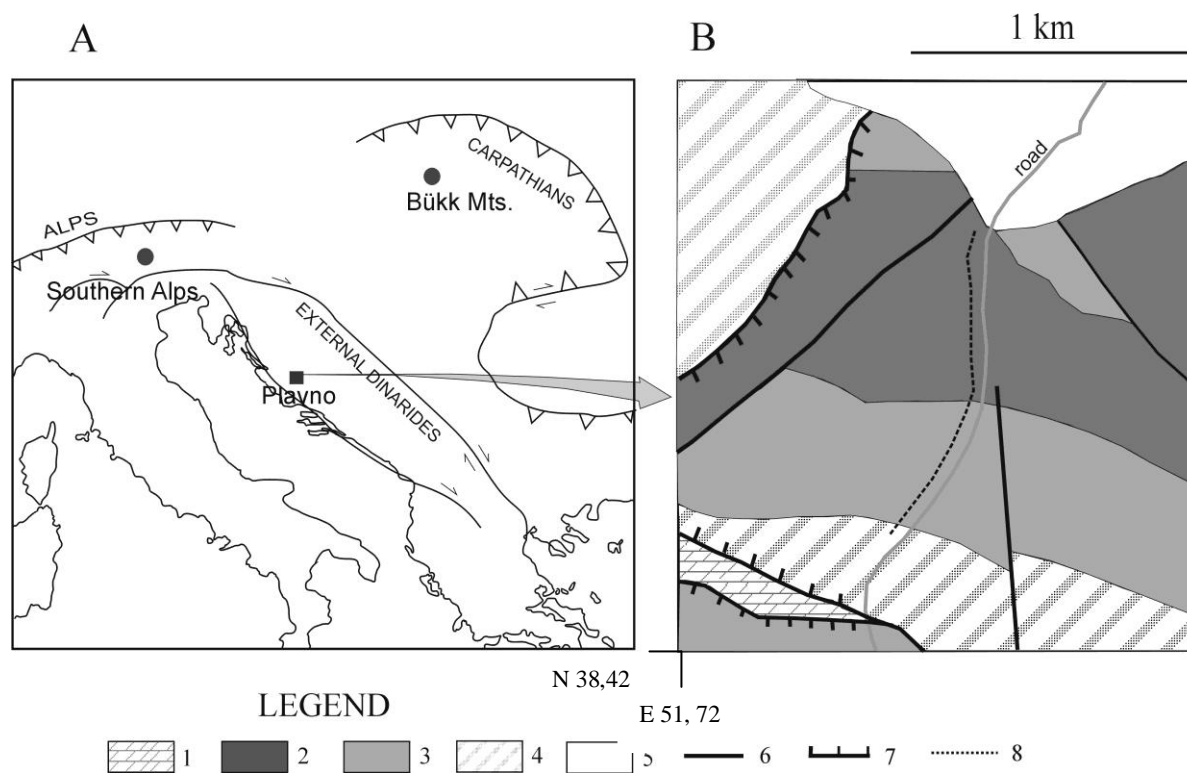 A
B
1 km
CARPATHIANS
Bükk Mts.
ALPS
Southern Alps
EXTERNAL DINARIDES
Plavno
road
N 38,42
E 51, 72
LEGEND
1 2 3 4 5 6 7 8